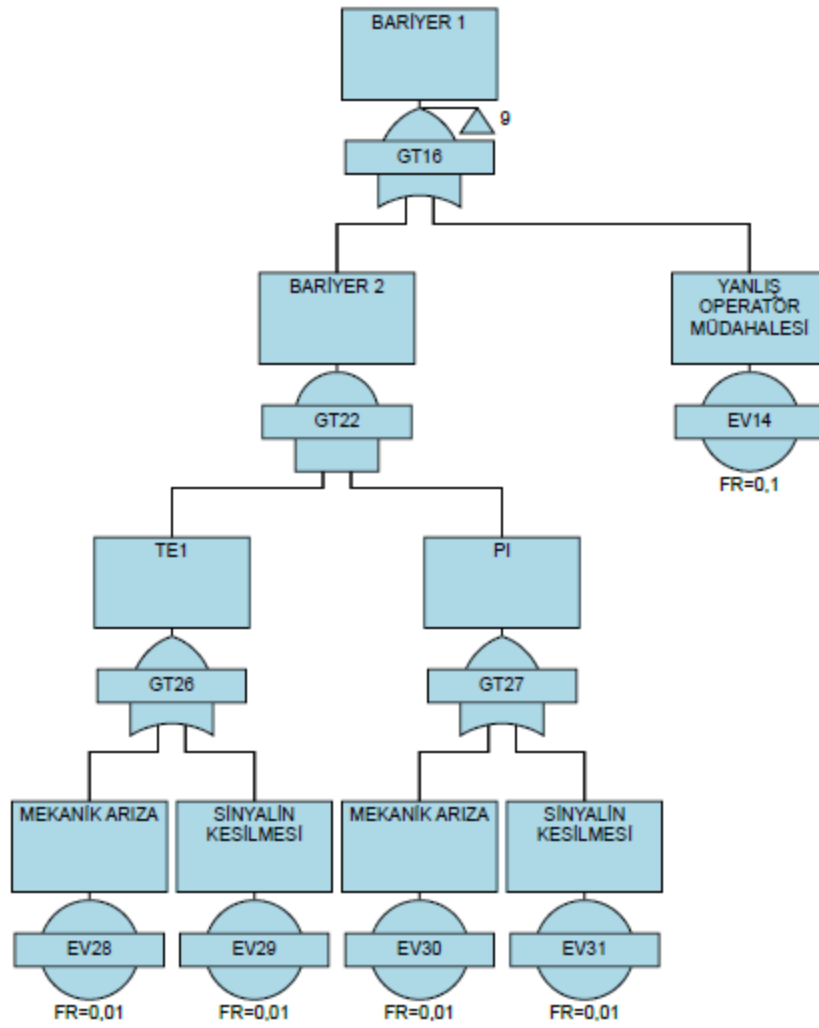 BARİYER 1
9
GT16
BARİYER 2
YANLIŞ
OPERATÖR
MÜDAHALESİ
GT22
EV14
FR=0,1
TE1
PI
GT26
GT27
MEKANİK ARIZA
SİNYALİN
KESİLMESİ
MEKANİK ARIZA
SİNYALİN
KESİLMESİ
EV28
EV29
EV30
EV31
FR=0,01
FR=0,01
FR=0,01
FR=0,01